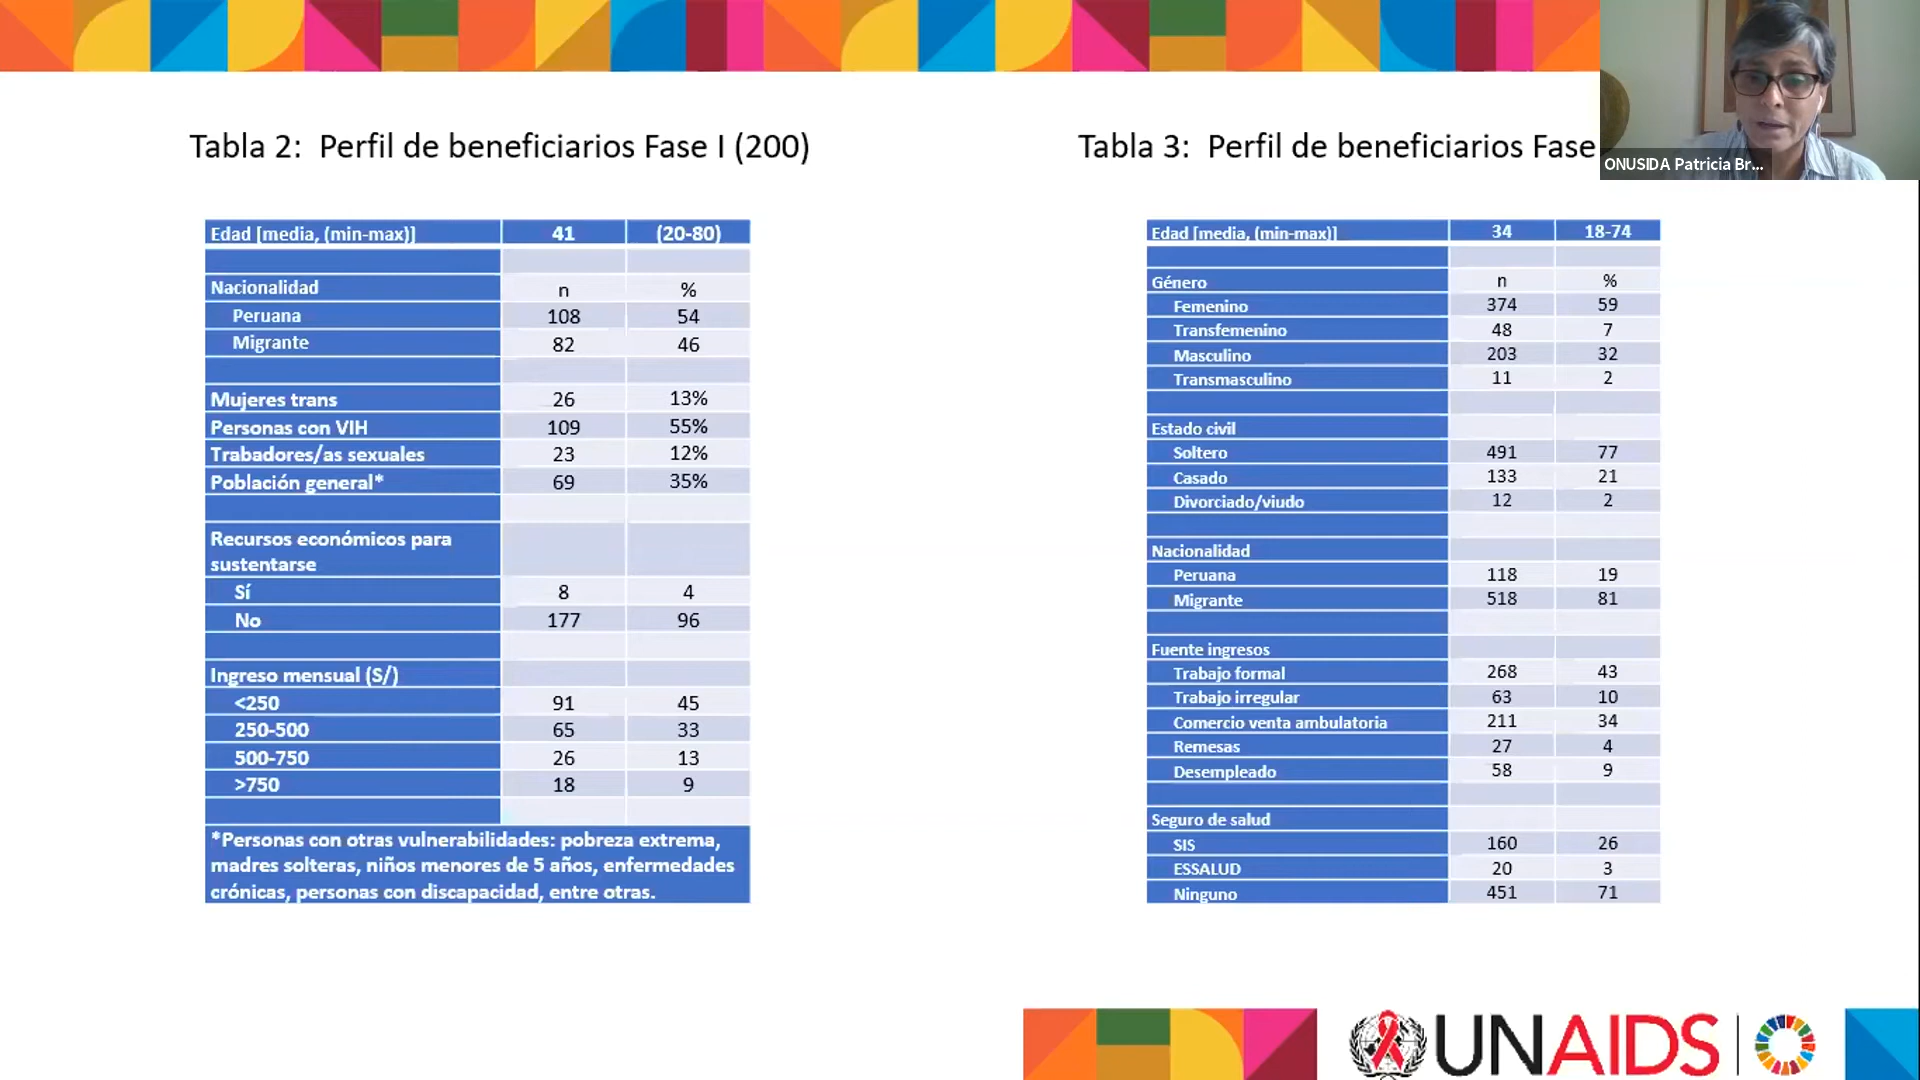 Tabla 2: Perfil de beneficiarios Fase I (200)
Edad [media, (min-max)] 41 (20-80)
Nacionalidad n %
Peruana 108 54
Migrante 82 46
Mujeres trans 26 13%
Personas con VIH 109 55%
Trabadores/as sexuales 23 12%
Población general* 69 35%
Recursos económicos para
sustentarse
Sí 8 4
No 177 96
Ingreso mensual (S/)
<250 91 45
250-500 65 33
500-750 26 13
>750 18 9
*Personas con otras vulnerabilidades: pobreza extrema,
madres solteras, niños menores de 5 años, enfermedades
crónicas, personas con discapacidad, entre otras.
Tabla 3: Perfil de beneficiarios Fase
Edad [media, (min-max)] 34 18-74
Género n %
Femenino 374 59
Transfemenino 48 7
Masculino 203 32
Transmasculino 11 2
Estado civil
Soltero 491 77
Casado 133 21
Divorciado/viudo 12 2
Nacionalidad
Peruana 118 19
Migrante 518 81
Fuente ingresos
Trabajo formal 268 43
Trabajo irregular 63 10
Comercio venta ambulatoria 211 34
Remesas 27 4
Desempleado 58 9
Seguro de salud
SIS 160 26
ESSALUD 20 3
Ninguno 451 71
ONUSIDA Patricia Br...
UNAIDS